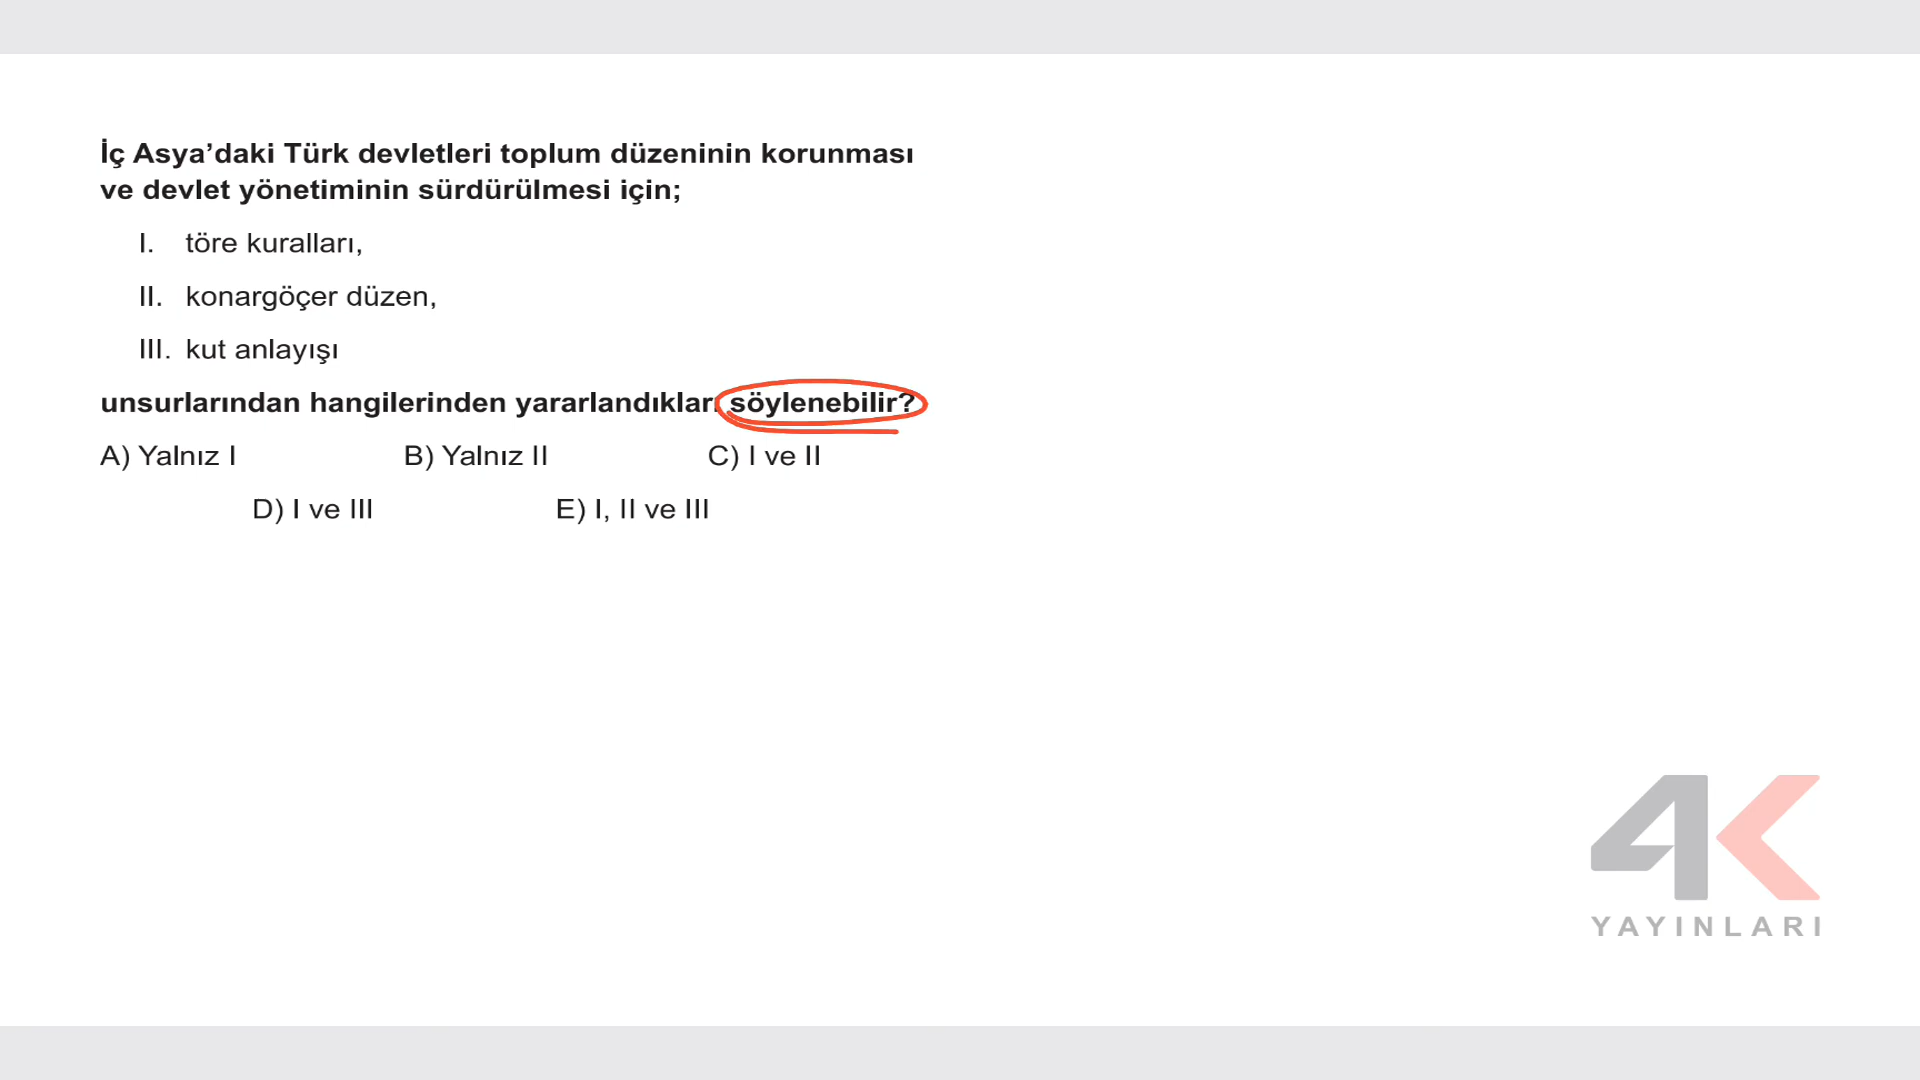 İç Asya’daki Türk devletleri toplum düzeninin korunması
ve devlet yönetiminin sürdürülmesi için;
I. töre kuralları,
II. konargöçer düzen,
III. kut anlayışı
unsurlarından hangilerinden yararlandıkları söylenebilir?
A) Yalnız I B) Yalnız II C) I ve II
D) I ve III E) I, II ve III
4K
YAYINLARI